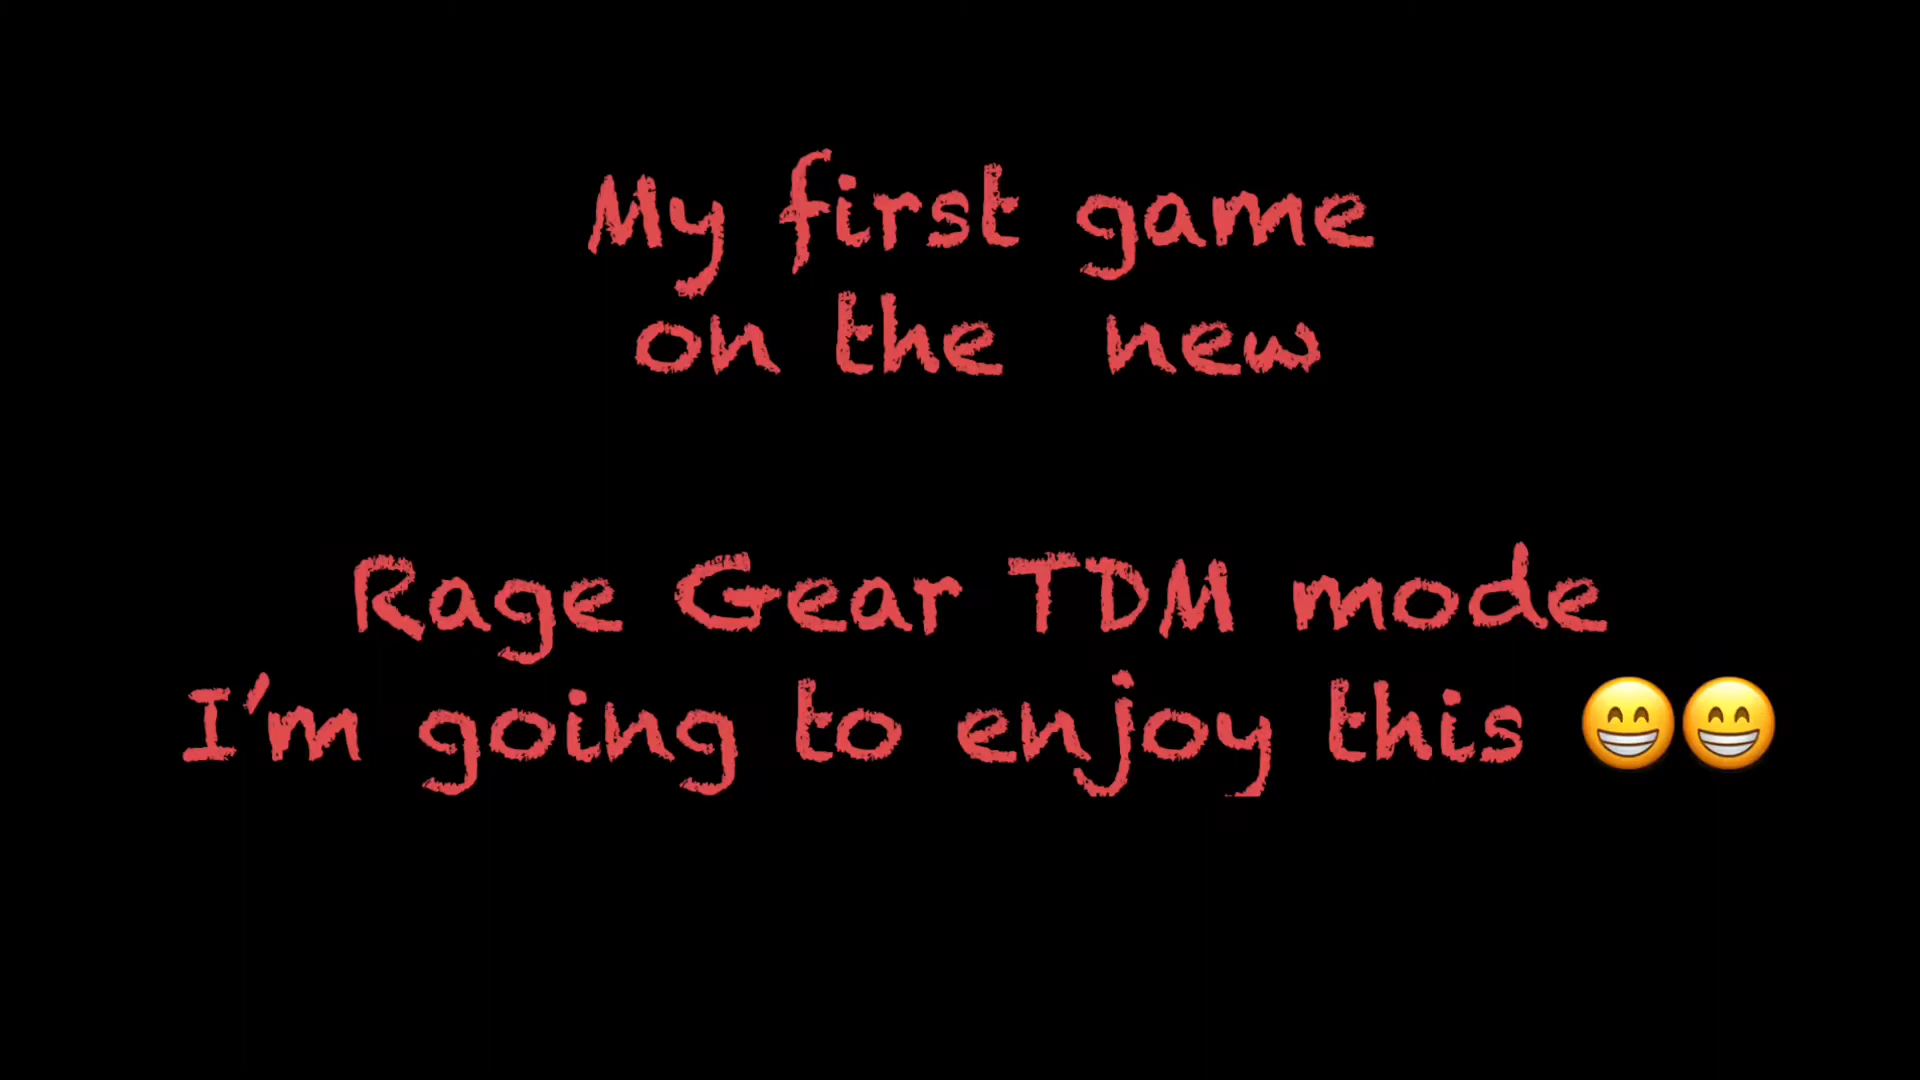 My first game
on the new
Rage Gear TDM mode
I'm going to enjoy this 😁😁